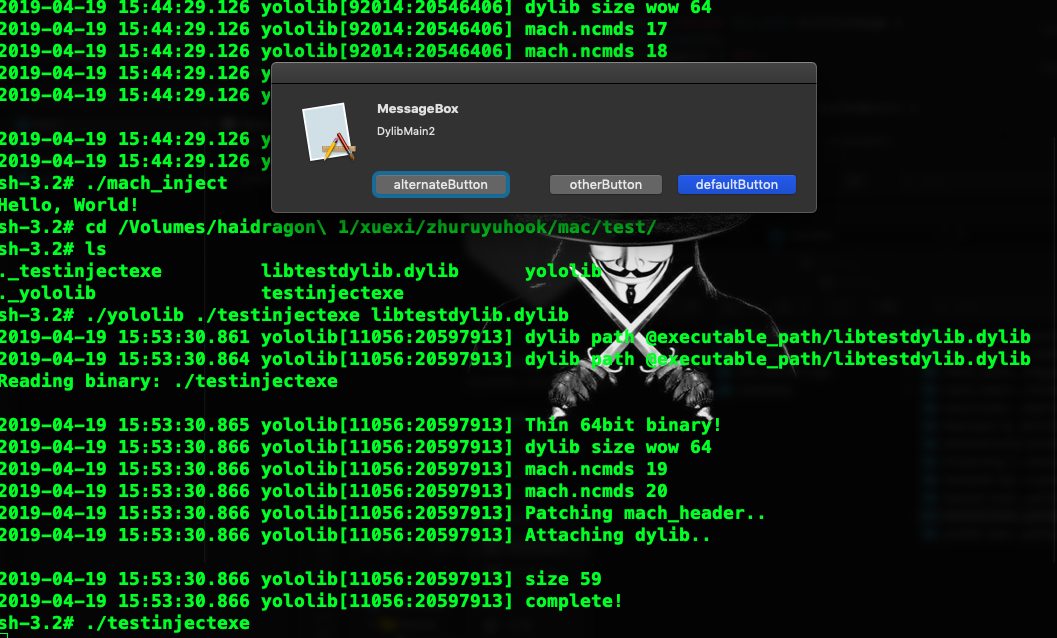 2019-04-19 15:44:29.126 yololib[92014:20546406] dylib size wow 64
2019-04-19 15:44:29.126 yololib[92014:20546406] mach.ncmds 17
2019-04-19 15:44:29.126 yololib[92014:20546406] mach.ncmds 18
2019-04-19 15:44:29.126 y
2019-04-19 15:44:29.126 y
2019-04-19 15:44:29.126 y
2019-04-19 15:44:29.126 y
MessageBox
DylibMain2
alternateButton otherButton defaultButton
sh-3.2# ./mach_inject
Hello, World!
sh-3.2# cd /Volumes/haidragon\ 1/xuexi/zhuruyuhook/mac/test/
sh-3.2# ls
._testinjectexe libtestdylib.dylib yololib
._yololib testinjectexe
sh-3.2# ./yololib ./testinjectexe libtestdylib.dylib
2019-04-19 15:53:30.861 yololib[11056:20597913] dylib path @executable_path/libtestdylib.dylib
2019-04-19 15:53:30.864 yololib[11056:20597913] dylib path @executable_path/libtestdylib.dylib
Reading binary: ./testinjectexe
2019-04-19 15:53:30.865 yololib[11056:20597913] Thin 64bit binary!
2019-04-19 15:53:30.866 yololib[11056:20597913] dylib size wow 64
2019-04-19 15:53:30.866 yololib[11056:20597913] mach.ncmds 19
2019-04-19 15:53:30.866 yololib[11056:20597913] mach.ncmds 20
2019-04-19 15:53:30.866 yololib[11056:20597913] Patching mach_header..
2019-04-19 15:53:30.866 yololib[11056:20597913] Attaching dylib..
2019-04-19 15:53:30.866 yololib[11056:20597913] size 59
2019-04-19 15:53:30.866 yololib[11056:20597913] complete!
sh-3.2# ./testinjectexe